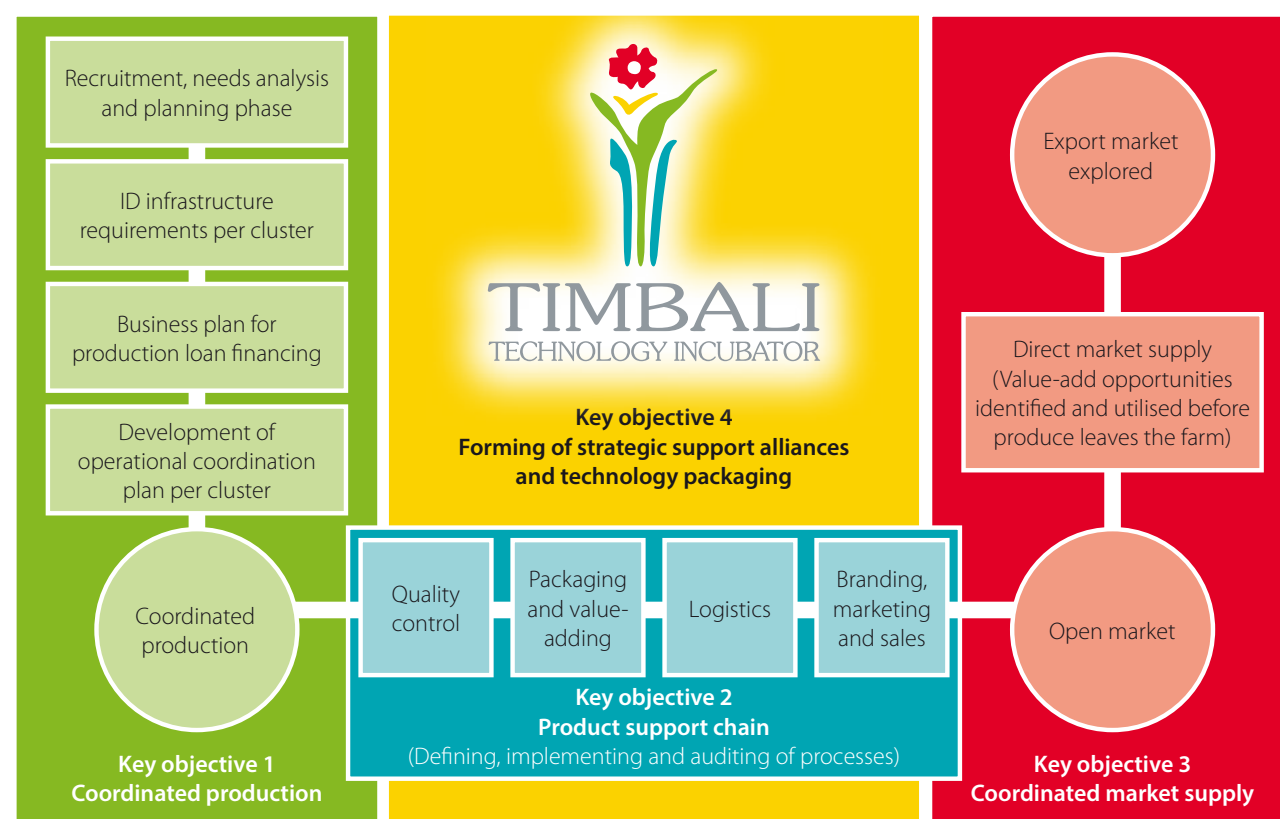 Recruitment, needs analysis
and planning phase
ID infrastructure
requirements per cluster
Business plan for
production loan financing
Development of
operational coordination
plan per cluster
Coordinated
production
Key objective 1
Coordinated production
TIMBALI
TECHNOLOGY INCUBATOR
Key objective 4
Forming of strategic support alliances
and technology packaging
Quality
control
Packaging
and value-
adding
Logistics
Branding,
marketing
and sales
Key objective 2
Product support chain
(Defining, implementing and auditing of processes)
Export market
explored
Direct market supply
(Value-add opportunities
identified and utilised before
produce leaves the farm)
Open market
Key objective 3
Coordinated market supply